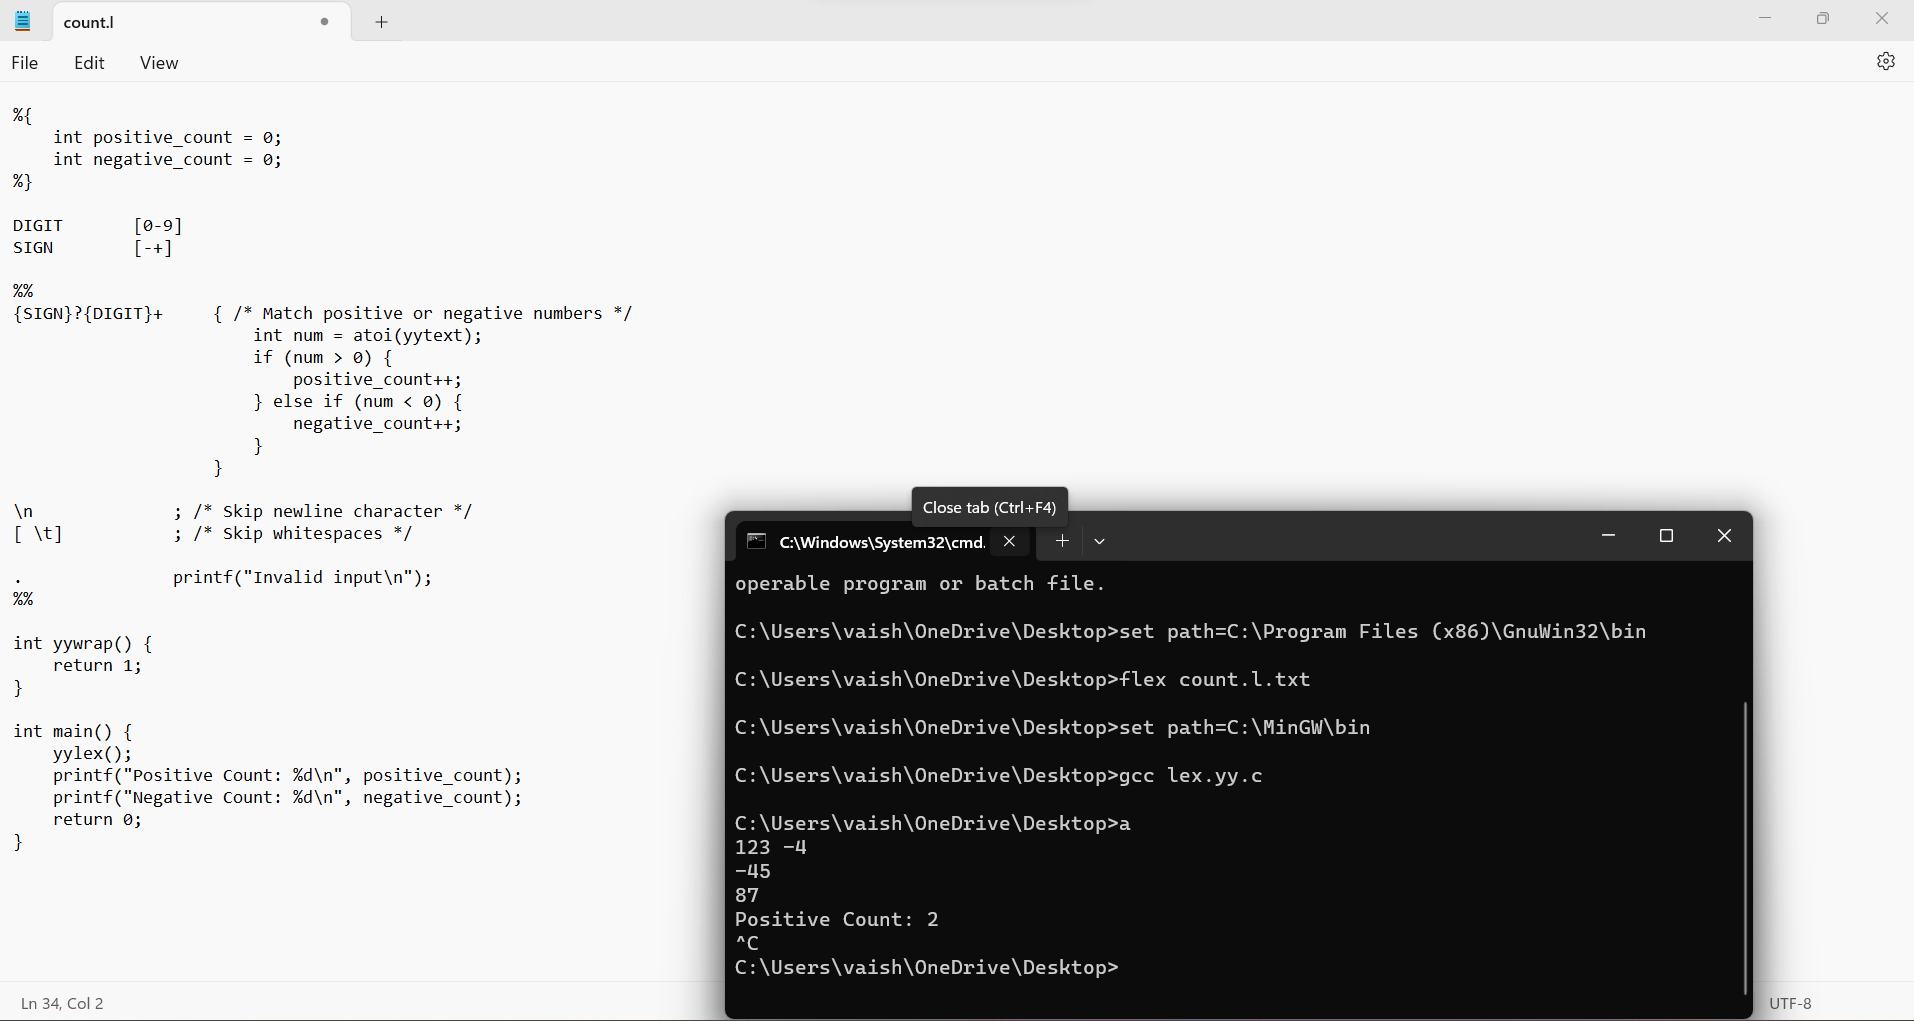 count.l
File Edit View
%{
    int positive_count = 0;
    int negative_count = 0;
%}
DIGIT       [0-9]
SIGN        [-+]
%%
{SIGN}?{DIGIT}+     { /* Match positive or negative numbers */
                        int num = atoi(yytext);
                        if (num > 0) {
                            positive_count++;
                        } else if (num < 0) {
                            negative_count++;
                        }
                    }
\n              ; /* Skip newline character */
[ \t]           ; /* Skip whitespaces */
.               printf("Invalid input\n");
%%
int yywrap() {
    return 1;
}
int main() {
    yylex();
    printf("Positive Count: %d\n", positive_count);
    printf("Negative Count: %d\n", negative_count);
    return 0;
}
Ln 34, Col 2
UTF-8
Close tab (Ctrl+F4)
C:\Windows\System32\cmd.
operable program or batch file.
C:\Users\vaish\OneDrive\Desktop>set path=C:\Program Files (x86)\GnuWin32\bin
C:\Users\vaish\OneDrive\Desktop>flex count.l.txt
C:\Users\vaish\OneDrive\Desktop>set path=C:\MinGW\bin
C:\Users\vaish\OneDrive\Desktop>gcc lex.yy.c
C:\Users\vaish\OneDrive\Desktop>a
123 -4
-45
87
Positive Count: 2
^C
C:\Users\vaish\OneDrive\Desktop>